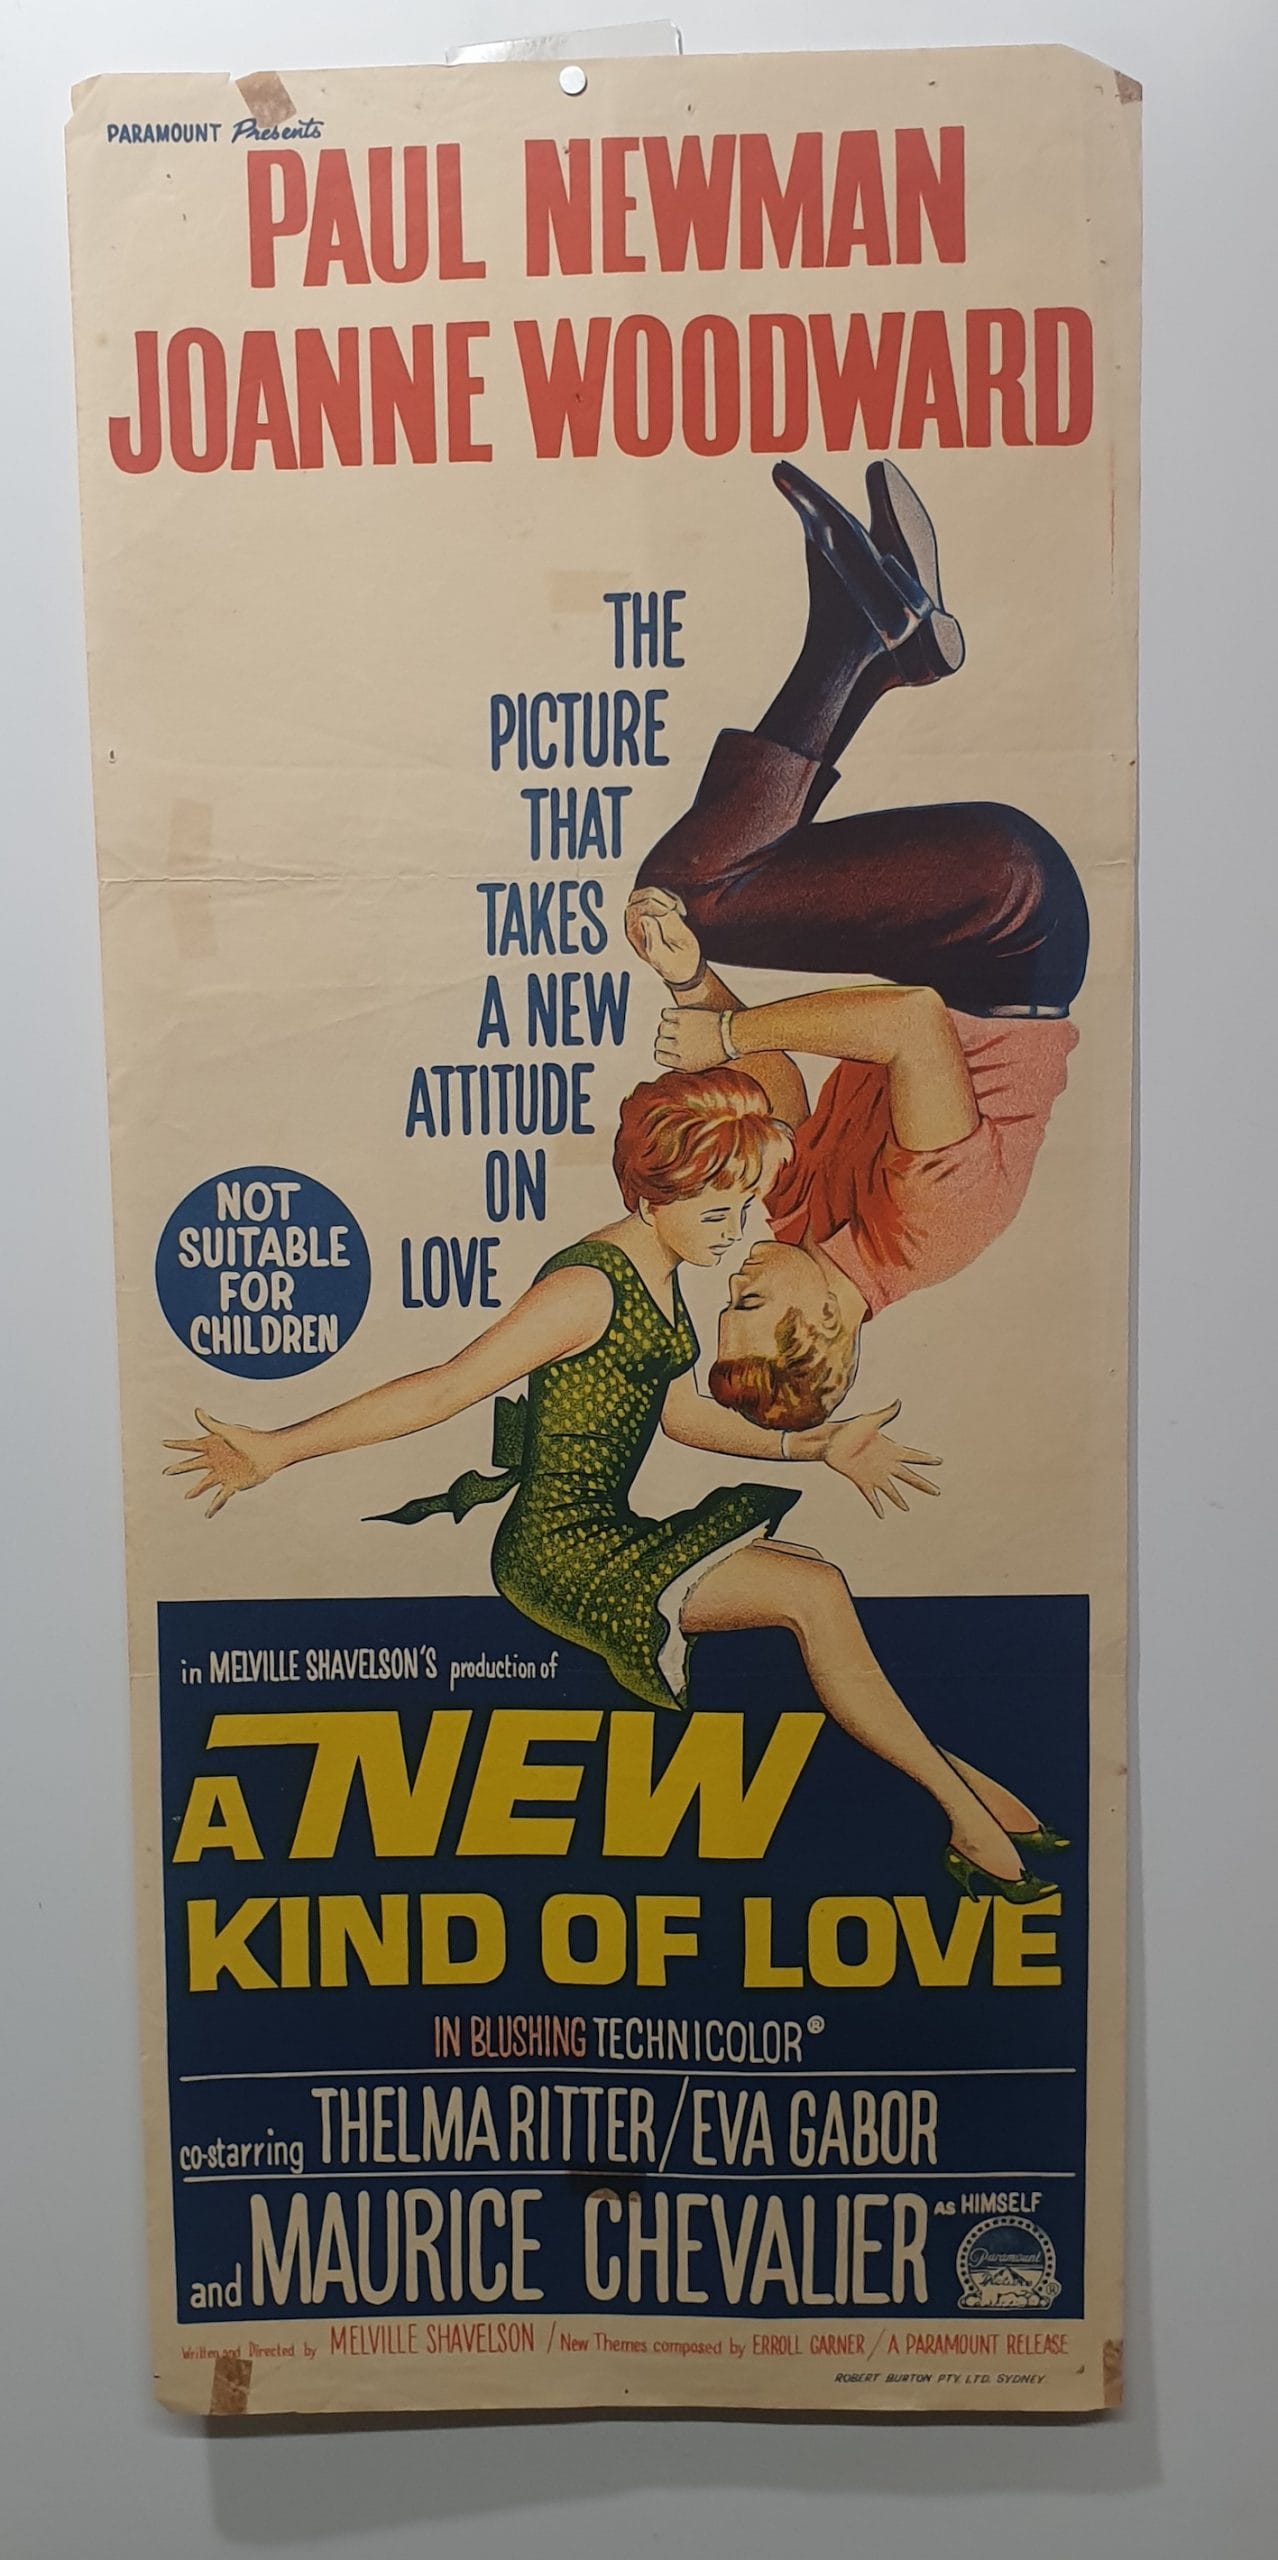 PARAMOUNT Presents
PAUL NEWMAN
JOANNE WOODWARD
THE
PICTURE
THAT
TAKES
A NEW
ATTITUDE
ON
LOVE
NOT
SUITABLE
FOR
CHILDREN
in MELVILLE SHAVELSON'S production of
A NEW
KIND OF LOVE
IN BLUSHING TECHNICOLOR®
co-starring THELMA RITTER/EVA GABOR
and MAURICE CHEVALIER AS HIMSELF
Paramount
Pictures
®
Written and Directed by MELVILLE SHAVELSON / New Themes composed by ERROLL GARNER / A PARAMOUNT RELEASE
ROBERT BURTON PTY. LTD. SYDNEY